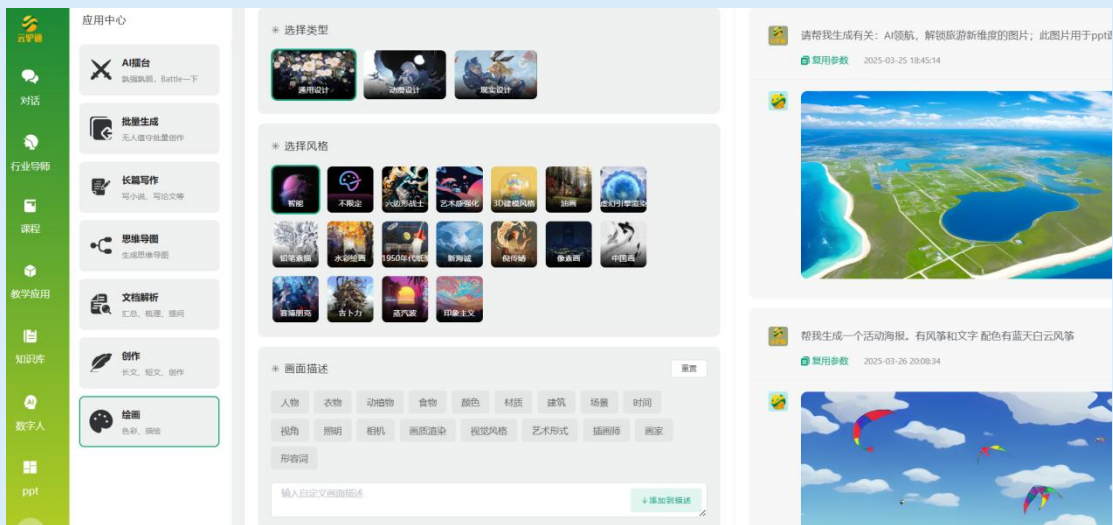 对话
行业导师
课程
教学应用
知识库
数字人
ppt
应用中心
AI擂台
孰强孰弱，Battle一下
批量生成
无人值守批量创作
长篇写作
写小说、写论文等
思维导图
生成思维导图
文档解析
汇总、梳理、提问
创作
长文、短文、创作
绘画
色彩、描绘
✳ 选择类型
通用设计
动漫设计
现实设计
✳ 选择风格
智能
不限定
六边形战士
艺术超强化
3D建模风格
油画
虚幻引擎渲染
铅笔素描
水彩绘画
1950年代纸
新海诚
倪传婧
像素画
中国画
赛博朋克
吉卜力
蒸汽波
印象主义
✳ 画面描述
重置
人物 衣物 动植物 食物 颜色 材质 建筑 场景 时间
视角 照明 相机 画质渲染 视觉风格 艺术形式 插画师 画家
形容词
输入自定义画面描述
↓添加到描述
请帮我生成有关：AI领航，解锁旅游新维度的图片；此图片用于ppt
复用参数 2025-03-25 18:45:14
帮我生成一个活动海报。有风筝和文字 配色有蓝天白云风筝
复用参数 2025-03-26 20:08:34